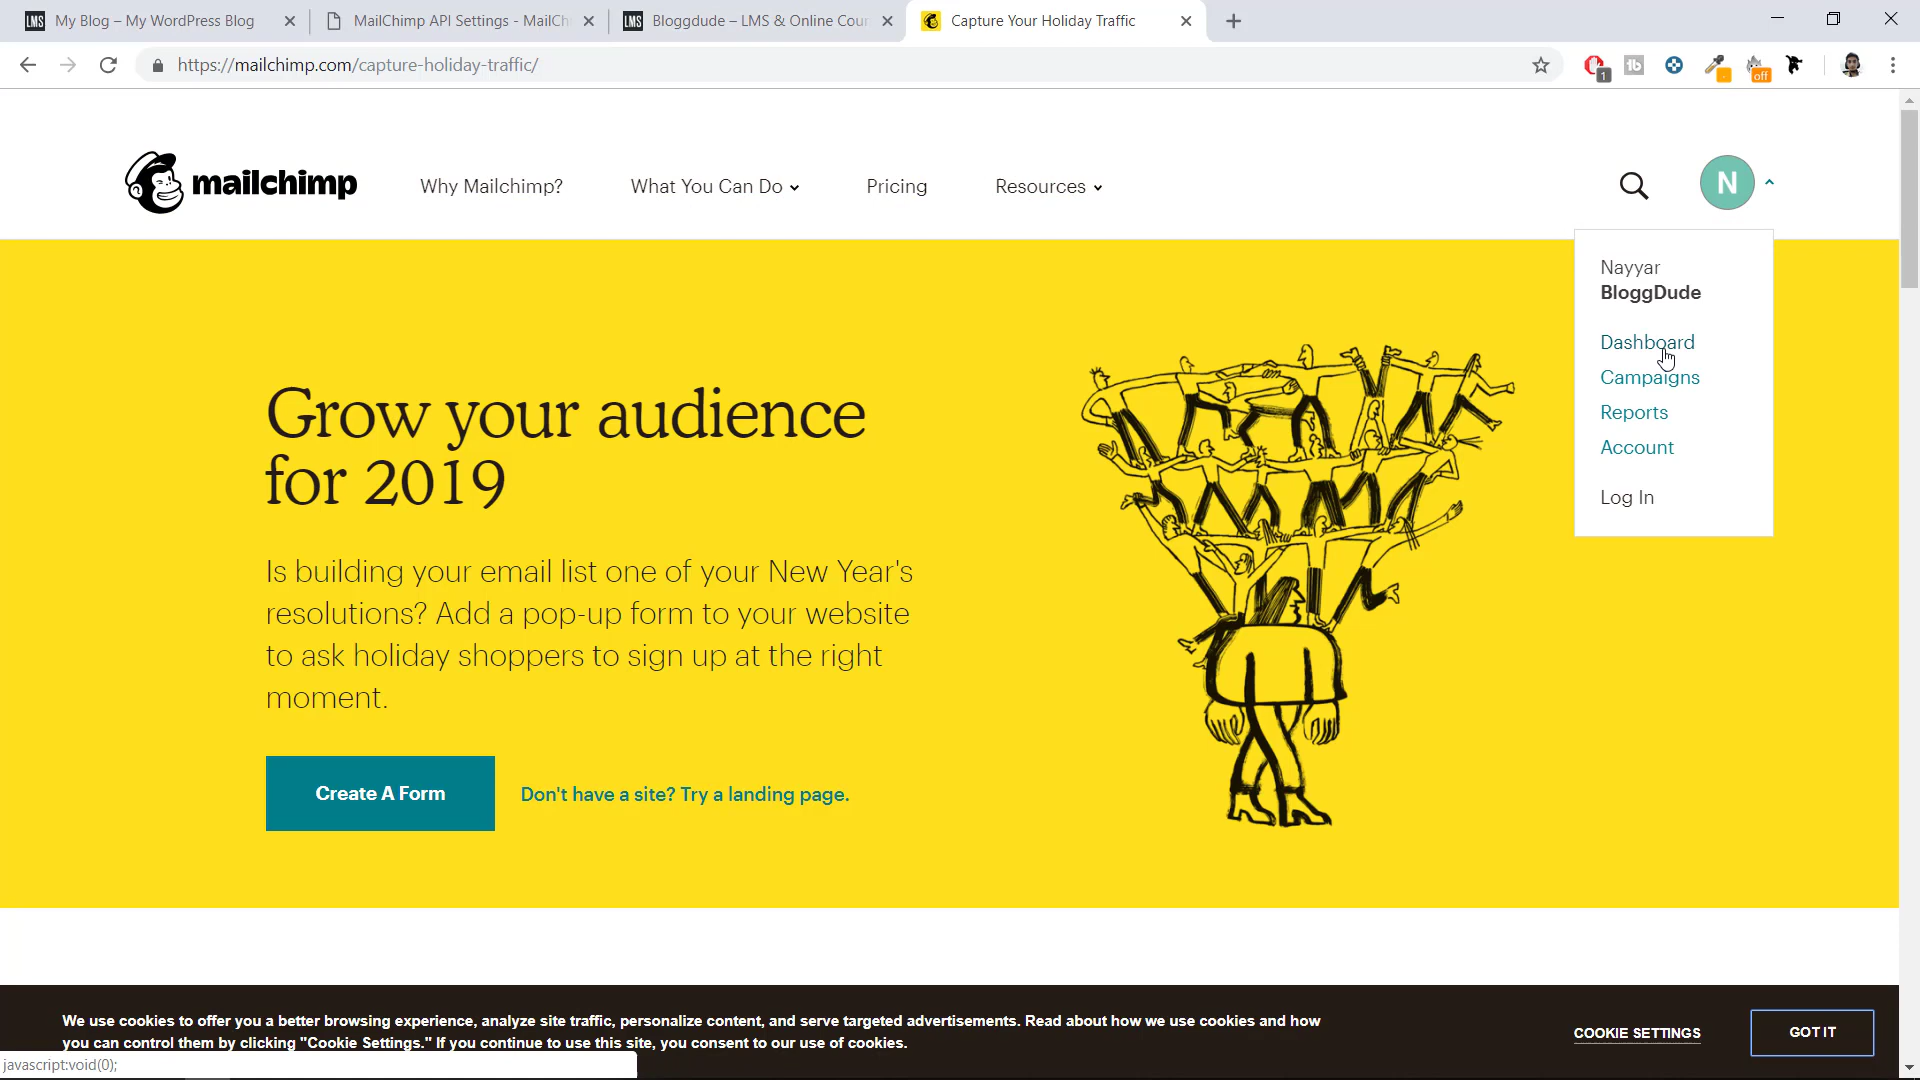 LMS My Blog – My WordPress Blog
MailChimp API Settings - MailCh
LMS Bloggdude – LMS & Online Cour
Capture Your Holiday Traffic
https://mailchimp.com/capture-holiday-traffic/
1
tb
off
mailchimp
Why Mailchimp?
What You Can Do
Pricing
Resources
N
Nayyar
BloggDude
Dashboard
Campaigns
Reports
Account
Log In
Grow your audience
for 2019
Is building your email list one of your New Year's
resolutions? Add a pop-up form to your website
to ask holiday shoppers to sign up at the right
moment.
Create A Form
Don't have a site? Try a landing page.
We use cookies to offer you a better browsing experience, analyze site traffic, personalize content, and serve targeted advertisements. Read about how we use cookies and how
you can control them by clicking "Cookie Settings." If you continue to use this site, you consent to our use of cookies.
COOKIE SETTINGS
GOT IT
javascript:void(0);